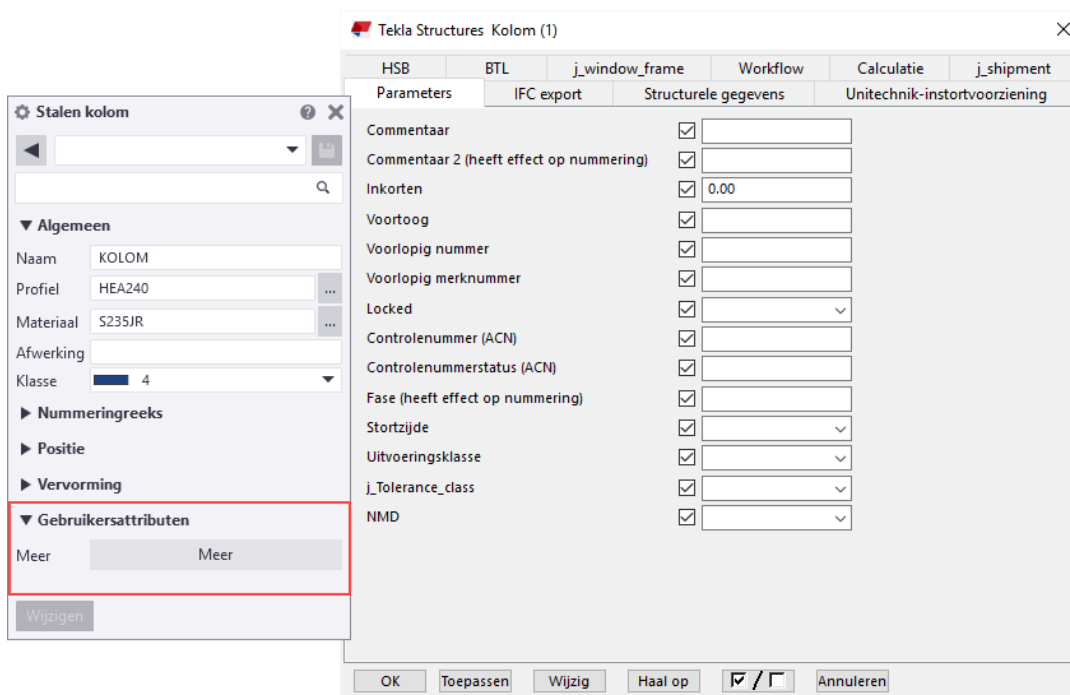 Stalen kolom
Algemeen
Naam KOLOM
Profiel HEA240 ...
Materiaal S235JR ...
Afwerking
Klasse 4
Nummeringreeks
Positie
Vervorming
Gebruikersattributen
Meer Meer
Wijzigen
Tekla Structures Kolom (1)
HSB BTL j_window_frame Workflow Calculatie j_shipment
Parameters IFC export Structurele gegevens Unitechnik-instortvoorziening
Commentaar
Commentaar 2 (heeft effect op nummering)
Inkorten 0.00
Voortoog
Voorlopig nummer
Voorlopig merknummer
Locked
Controlenummer (ACN)
Controlenummerstatus (ACN)
Fase (heeft effect op nummering)
Stortzijde
Uitvoeringsklasse
j_Tolerance_class
NMD
OK Toepassen Wijzig Haal op / Annuleren